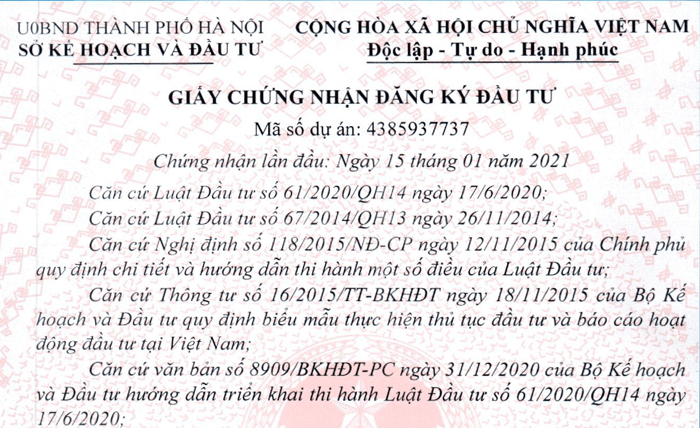 U0BND THÀNH PHỐ HÀ NỘI
SỞ KẾ HOẠCH VÀ ĐẦU TƯ
CỘNG HÒA XÃ HỘI CHỦ NGHĨA VIỆT NAM
Độc lập - Tự do - Hạnh phúc
GIẤY CHỨNG NHẬN ĐĂNG KÝ ĐẦU TƯ
Mã số dự án: 4385937737
Chứng nhận lần đầu: Ngày 15 tháng 01 năm 2021
Căn cứ Luật Đầu tư số 61/2020/QH14 ngày 17/6/2020;
Căn cứ Luật Đầu tư số 67/2014/QH13 ngày 26/11/2014;
Căn cứ Nghị định số 118/2015/NĐ-CP ngày 12/11/2015 của Chính phủ
quy định chi tiết và hướng dẫn thi hành một số điều của Luật Đầu tư;
Căn cứ Thông tư số 16/2015/TT-BKHĐT ngày 18/11/2015 của Bộ Kế
hoạch và Đầu tư quy định biểu mẫu thực hiện thủ tục đầu tư và báo cáo hoạt
động đầu tư tại Việt Nam;
Căn cứ văn bản số 8909/BKHĐT-PC ngày 31/12/2020 của Bộ Kế hoạch
và Đầu tư hướng dẫn triển khai thi hành Luật Đầu tư số 61/2020/QH14 ngày
17/6/2020;